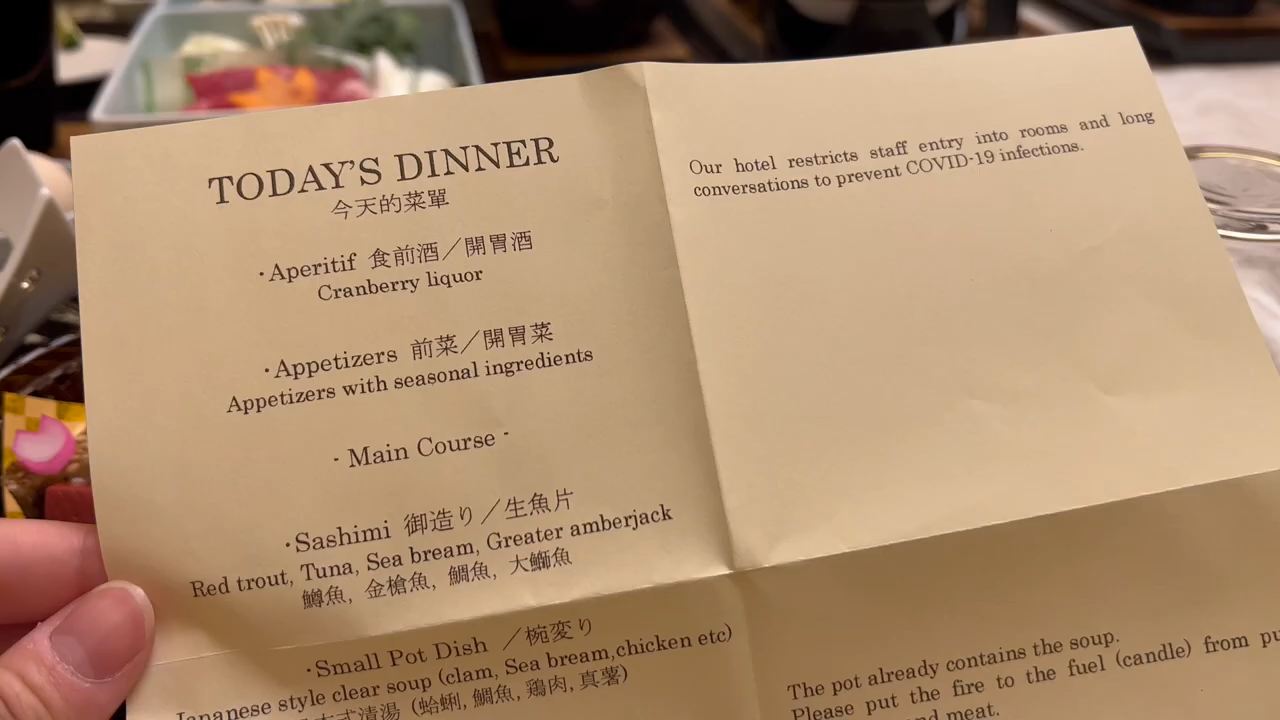 TODAY'S DINNER
今天的菜單
·Aperitif 食前酒／開胃酒
Cranberry liquor
·Appetizers 前菜／開胃菜
Appetizers with seasonal ingredients
- Main Course -
·Sashimi 御造り／生魚片
Red trout, Tuna, Sea bream, Greater amberjack
鱒魚, 金槍魚, 鯛魚, 大鰤魚
·Small Pot Dish ／椀変り
Japanese style clear soup (clam, Sea bream,chicken etc)
式清湯 (蛤蜊, 鯛魚, 鶏肉, 真薯)
Our hotel restricts staff entry into rooms and long
conversations to prevent COVID-19 infections.
The pot already contains the soup.
Please put the fire to the fuel (candle) from
and meat.